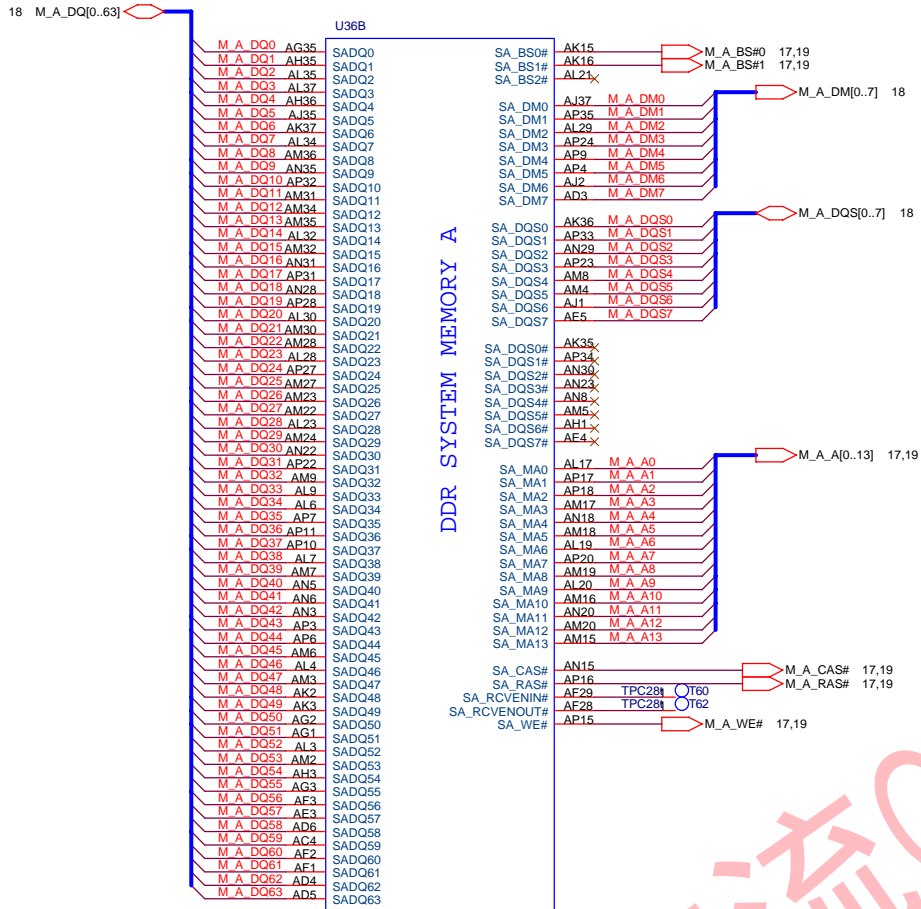 18 M_A_DQ[0..63]
U36B
M_A_DQ0 AG35 SADQ0
M_A_DQ1 AH35 SADQ1
M_A_DQ2 AL35 SADQ2
M_A_DQ3 AL37 SADQ3
M_A_DQ4 AH36 SADQ4
M_A_DQ5 AJ35 SADQ5
M_A_DQ6 AK37 SADQ6
M_A_DQ7 AL34 SADQ7
M_A_DQ8 AM36 SADQ8
M_A_DQ9 AN35 SADQ9
M_A_DQ10 AP32 SADQ10
M_A_DQ11 AM31 SADQ11
M_A_DQ12 AM34 SADQ12
M_A_DQ13 AM35 SADQ13
M_A_DQ14 AL32 SADQ14
M_A_DQ15 AM32 SADQ15
M_A_DQ16 AN31 SADQ16
M_A_DQ17 AP31 SADQ17
M_A_DQ18 AN28 SADQ18
M_A_DQ19 AP28 SADQ19
M_A_DQ20 AL30 SADQ20
M_A_DQ21 AM30 SADQ21
M_A_DQ22 AM28 SADQ22
M_A_DQ23 AL28 SADQ23
M_A_DQ24 AP27 SADQ24
M_A_DQ25 AM27 SADQ25
M_A_DQ26 AM23 SADQ26
M_A_DQ27 AM22 SADQ27
M_A_DQ28 AL23 SADQ28
M_A_DQ29 AM24 SADQ29
M_A_DQ30 AN22 SADQ30
M_A_DQ31 AP22 SADQ31
M_A_DQ32 AM9 SADQ32
M_A_DQ33 AL9 SADQ33
M_A_DQ34 AL6 SADQ34
M_A_DQ35 AP7 SADQ35
M_A_DQ36 AP11 SADQ36
M_A_DQ37 AP10 SADQ37
M_A_DQ38 AL7 SADQ38
M_A_DQ39 AM7 SADQ39
M_A_DQ40 AN5 SADQ40
M_A_DQ41 AN6 SADQ41
M_A_DQ42 AN3 SADQ42
M_A_DQ43 AP3 SADQ43
M_A_DQ44 AP6 SADQ44
M_A_DQ45 AM6 SADQ45
M_A_DQ46 AL4 SADQ46
M_A_DQ47 AM3 SADQ47
M_A_DQ48 AK2 SADQ48
M_A_DQ49 AK3 SADQ49
M_A_DQ50 AG2 SADQ50
M_A_DQ51 AG1 SADQ51
M_A_DQ52 AL3 SADQ52
M_A_DQ53 AM2 SADQ53
M_A_DQ54 AH3 SADQ54
M_A_DQ55 AG3 SADQ55
M_A_DQ56 AF3 SADQ56
M_A_DQ57 AE3 SADQ57
M_A_DQ58 AD6 SADQ58
M_A_DQ59 AC4 SADQ59
M_A_DQ60 AF2 SADQ60
M_A_DQ61 AF1 SADQ61
M_A_DQ62 AD4 SADQ62
M_A_DQ63 AD5 SADQ63
DDR SYSTEM MEMORY A
SA_BS0# AK15 M_A_BS#0 17,19
SA_BS1# AK16 M_A_BS#1 17,19
SA_BS2# AL21
SA_DM0 AJ37 M_A_DM0
SA_DM1 AP35 M_A_DM1
SA_DM2 AL29 M_A_DM2
SA_DM3 AP24 M_A_DM3
SA_DM4 AP9 M_A_DM4
SA_DM5 AP4 M_A_DM5
SA_DM6 AJ2 M_A_DM6
SA_DM7 AD3 M_A_DM7
M_A_DM[0..7] 18
SA_DQS0 AK36 M_A_DQS0
SA_DQS1 AP33 M_A_DQS1
SA_DQS2 AN29 M_A_DQS2
SA_DQS3 AP23 M_A_DQS3
SA_DQS4 AM8 M_A_DQS4
SA_DQS5 AM4 M_A_DQS5
SA_DQS6 AJ1 M_A_DQS6
SA_DQS7 AE5 M_A_DQS7
M_A_DQS[0..7] 18
SA_DQS0# AK35
SA_DQS1# AP34
SA_DQS2# AN30
SA_DQS3# AN23
SA_DQS4# AN8
SA_DQS5# AM5
SA_DQS6# AH1
SA_DQS7# AE4
SA_MA0 AL17 M_A_A0
SA_MA1 AP17 M_A_A1
SA_MA2 AP18 M_A_A2
SA_MA3 AM17 M_A_A3
SA_MA4 AN18 M_A_A4
SA_MA5 AM18 M_A_A5
SA_MA6 AL19 M_A_A6
SA_MA7 AP20 M_A_A7
SA_MA8 AM19 M_A_A8
SA_MA9 AL20 M_A_A9
SA_MA10 AM16 M_A_A10
SA_MA11 AN20 M_A_A11
SA_MA12 AM20 M_A_A12
SA_MA13 AM15 M_A_A13
M_A_A[0..13] 17,19
SA_CAS# AN15 M_A_CAS# 17,19
SA_RAS# AP16 M_A_RAS# 17,19
SA_RCVENIN# AF29 TPC28t T60
SA_RCVENOUT# AF28 TPC28t T62
SA_WE# AP15 M_A_WE# 17,19
流